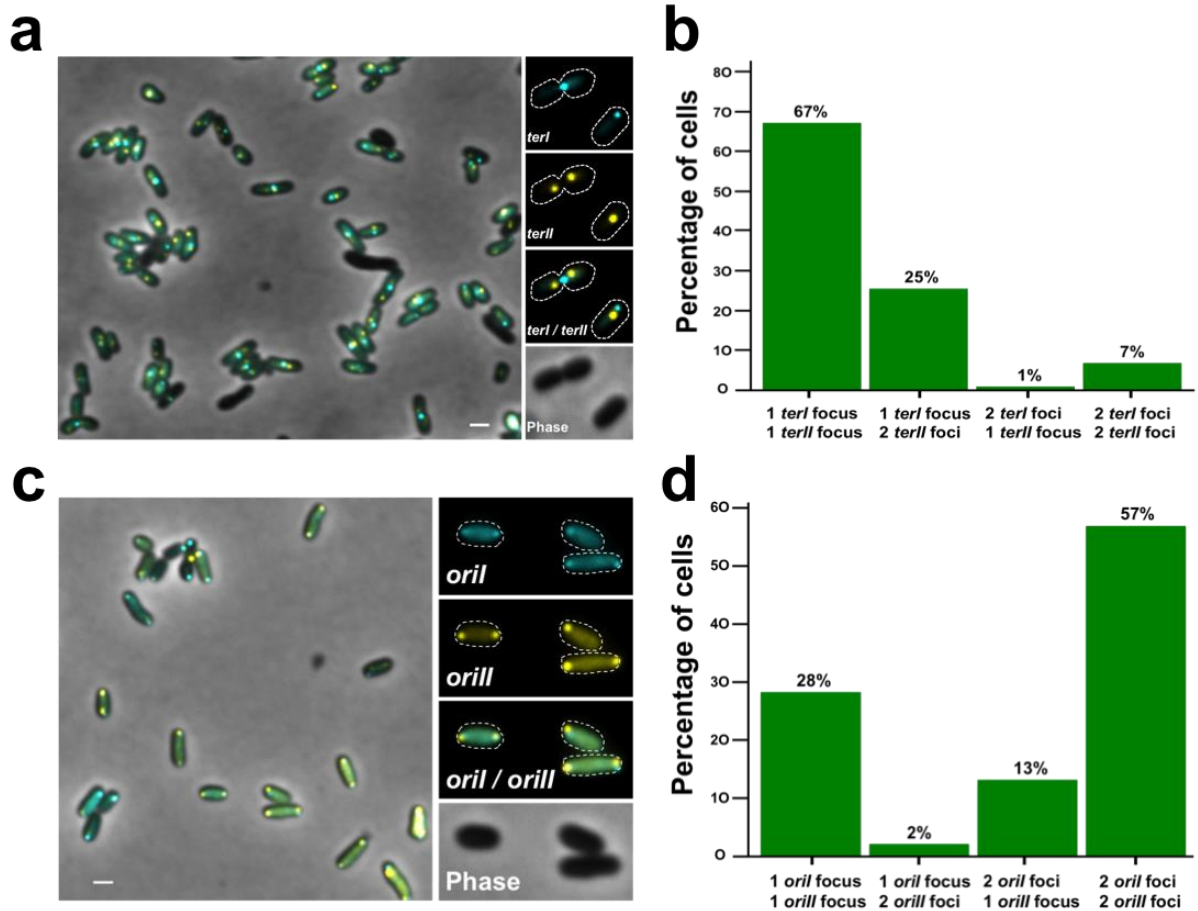 a
terI
terII
terI / terII
Phase
b
Percentage of cells
80
70
60
50
40
30
20
10
0
67%
25%
1%
7%
1 terI focus
1 terII focus
1 terI focus
2 terII foci
2 terI foci
1 terII focus
2 terI foci
2 terII foci
c
oriI
oriII
oriI / oriII
Phase
d
Percentage of cells
60
50
40
30
20
10
0
28%
2%
13%
57%
1 oriI focus
1 oriII focus
1 oriI focus
2 oriII foci
2 oriI foci
1 oriII focus
2 oriI foci
2 oriII foci